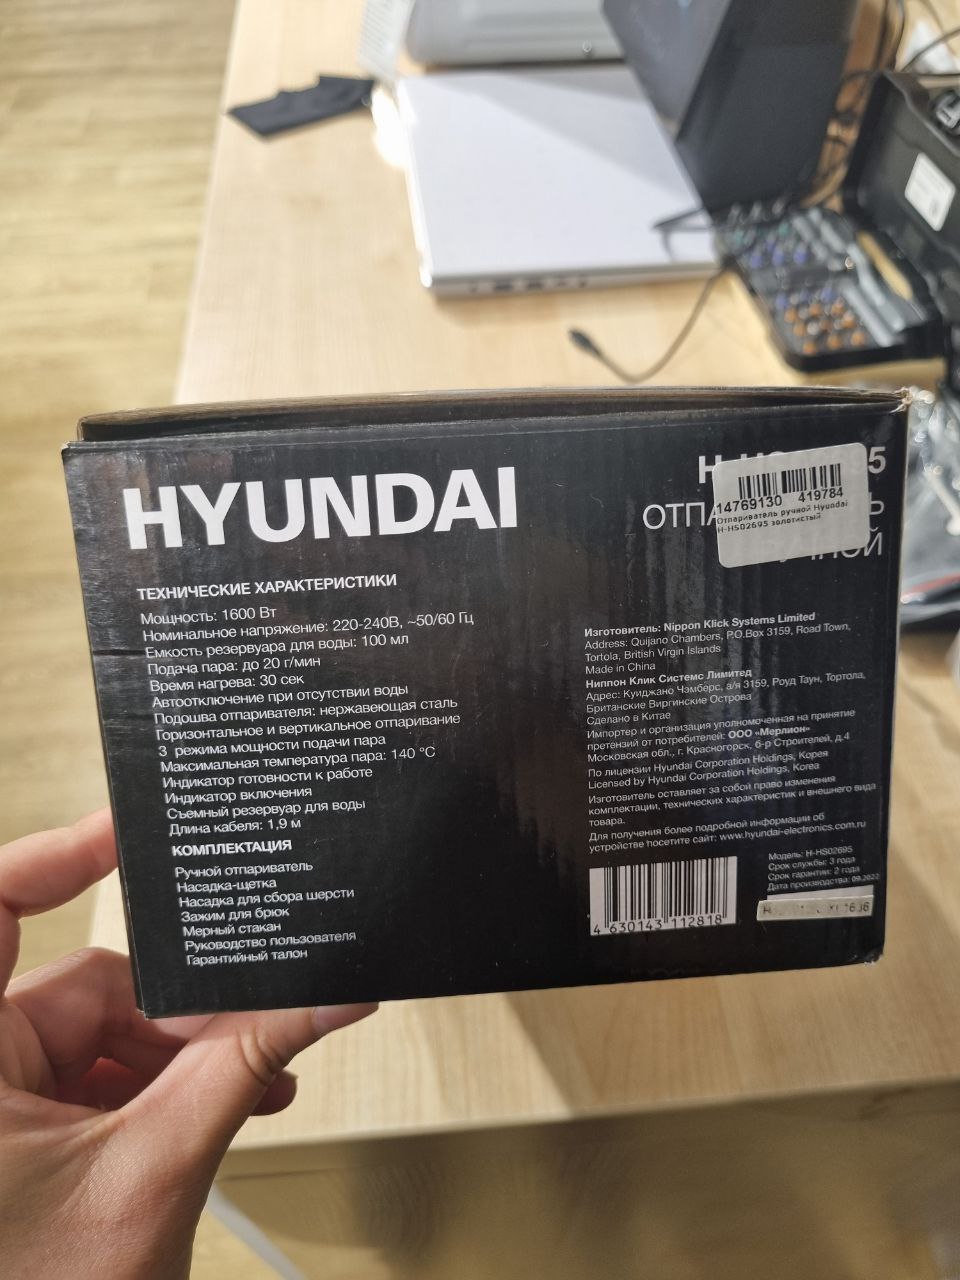 HYUNDAI
14769130 419784
Отпариватель ручной Hyundai
H-HS02695 золотистый
ТЕХНИЧЕСКИЕ ХАРАКТЕРИСТИКИ
Мощность: 1600 Вт
Номинальное напряжение: 220-240В, ~50/60 Гц
Емкость резервуара для воды: 100 мл
Подача пара: до 20 г/мин
Время нагрева: 30 сек
Автоотключение при отсутствии воды
Подошва отпаривателя: нержавеющая сталь
Горизонтальное и вертикальное отпаривание
3 режима мощности подачи пара
Максимальная температура пара: 140 °C
Индикатор готовности к работе
Индикатор включения
Съемный резервуар для воды
Длина кабеля: 1,9 м
КОМПЛЕКТАЦИЯ
Ручной отпариватель
Насадка-щетка
Насадка для сбора шерсти
Зажим для брюк
Мерный стакан
Руководство пользователя
Гарантийный талон
Изготовитель: Nippon Klick Systems Limited
Address: Quijano Chambers, P.O.Box 3159, Road Town,
Tortola, British Virgin Islands
Made in China
Ниппон Клик Системс Лимитед
Адрес: Куиджано Чэмберс, а/я 3159, Роуд Таун, Тортола,
Британские Виргинские Острова
Сделано в Китае
Импортер и организация уполномоченная на принятие
претензий от потребителей: ООО «Мерлион»
Московская обл., г. Красногорск, б-р Строителей, д.4
По лицензии Hyundai Corporation Holdings, Корея
Licensed by Hyundai Corporation Holdings, Korea
Изготовитель оставляет за собой право изменения
комплектации, технических характеристик и внешнего вида
товара.
Для получения более подробной информации об
устройстве посетите сайт: www.hyundai-electronics.com.ru
Модель: H-HS02695
Срок службы: 3 года
Срок гарантии: 2 года
Дата производства: 09.2022
4 630143 112818